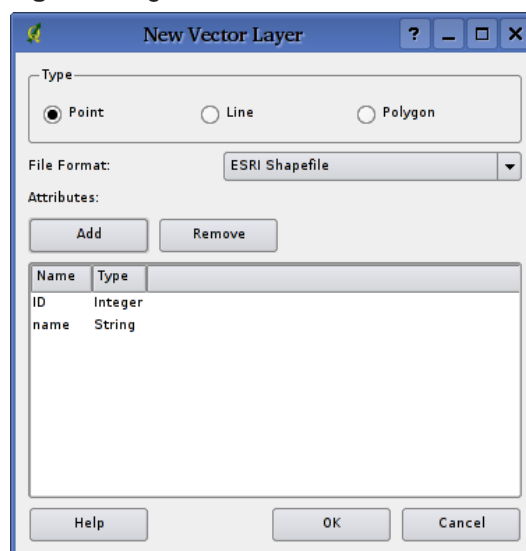 New Vector Layer ?
Type
Point Line Polygon
File Format: ESRI Shapefile
Attributes:
Add Remove
Name Type
ID Integer
name String
Help OK Cancel